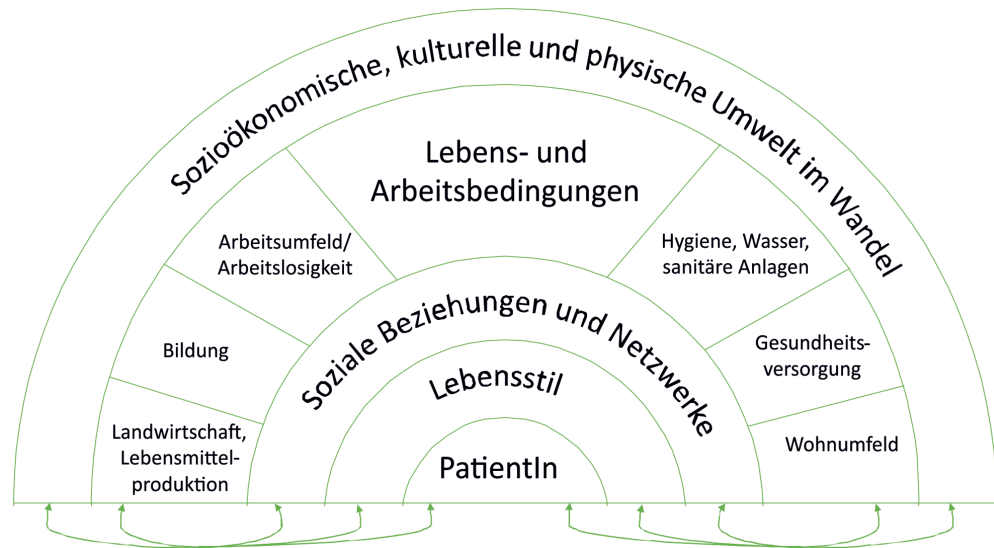 Sozioökonomische, kulturelle und physische Umwelt im Wandel
Lebens- und
Arbeitsbedingungen
Arbeitsumfeld/
Arbeitslosigkeit
Hygiene, Wasser,
sanitäre Anlagen
Bildung
Gesundheits-
versorgung
Landwirtschaft,
Lebensmittel-
produktion
Wohnumfeld
Soziale Beziehungen und Netzwerke
Lebensstil
PatientIn